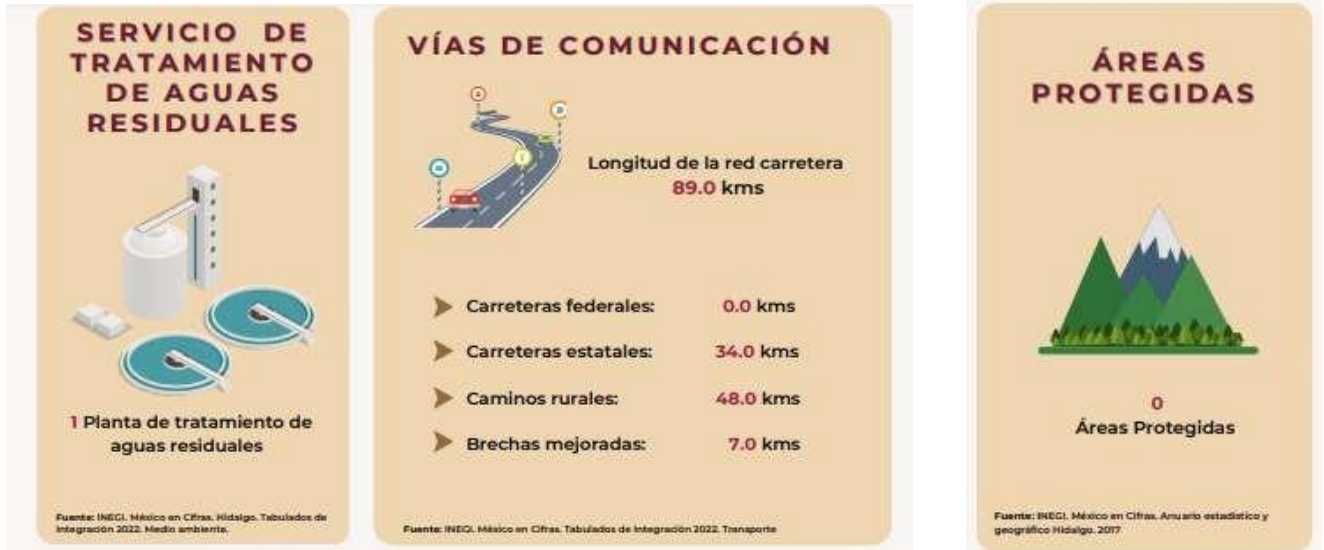 SERVICIO DE
TRATAMIENTO
DE AGUAS
RESIDUALES
1 Planta de tratamiento de
aguas residuales
Fuente: INEGI. México en Cifras. Hidalgo. Tabulados de
Integración 2022. Medio ambiente.
VÍAS DE COMUNICACIÓN
Longitud de la red carretera
89.0 kms
Carreteras federales: 0.0 kms
Carreteras estatales: 34.0 kms
Caminos rurales: 48.0 kms
Brechas mejoradas: 7.0 kms
Fuente: INEGI. México en Cifras. Tabulados de Integración 2022. Transporte
ÁREAS
PROTEGIDAS
0
Áreas Protegidas
Fuente: INEGI. México en Cifras. Anuario estadístico y
geográfico Hidalgo. 2017